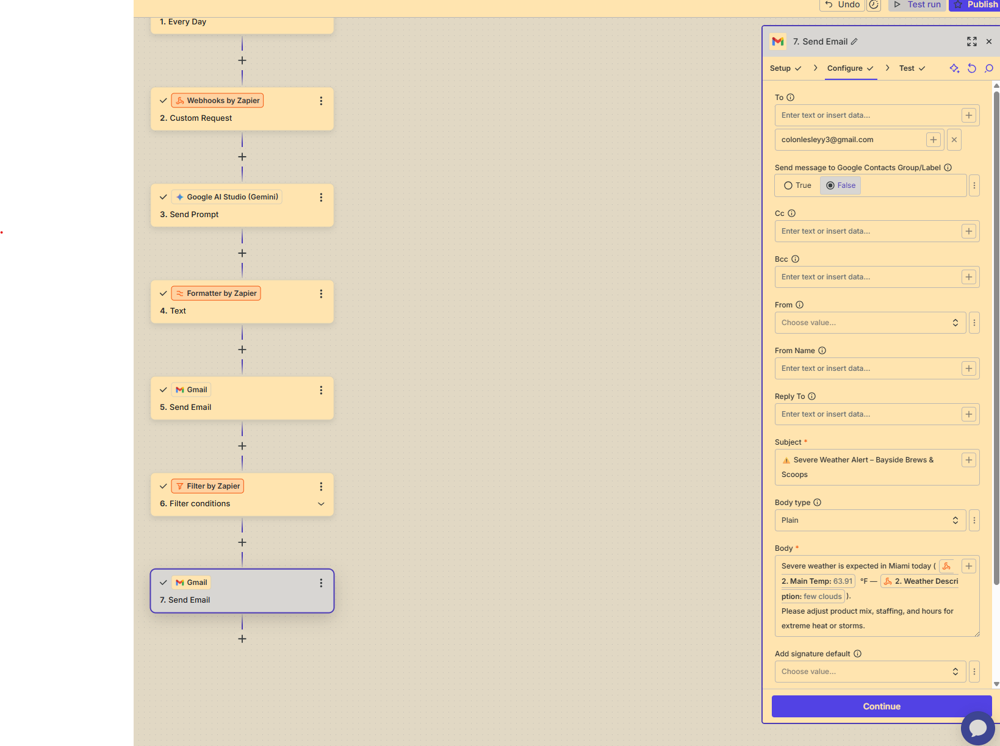 Undo
Test run
Publish
1. Every Day
Webhooks by Zapier
2. Custom Request
Google AI Studio (Gemini)
3. Send Prompt
Formatter by Zapier
4. Text
Gmail
5. Send Email
Filter by Zapier
6. Filter conditions
Gmail
7. Send Email
7. Send Email
Setup
Configure
Test
To
Enter text or insert data...
colonlesleyy3@gmail.com
Send message to Google Contacts Group/Label
True
False
Cc
Enter text or insert data...
Bcc
Enter text or insert data...
From
Choose value...
From Name
Enter text or insert data...
Reply To
Enter text or insert data...
Subject *
⚠️ Severe Weather Alert – Bayside Brews &
Scoops
Body type
Plain
Body *
Severe weather is expected in Miami today (
2. Main Temp: 63.91 °F — 2. Weather Descri
ption: few clouds ).
Please adjust product mix, staffing, and hours for
extreme heat or storms.
Add signature default
Choose value...
Continue